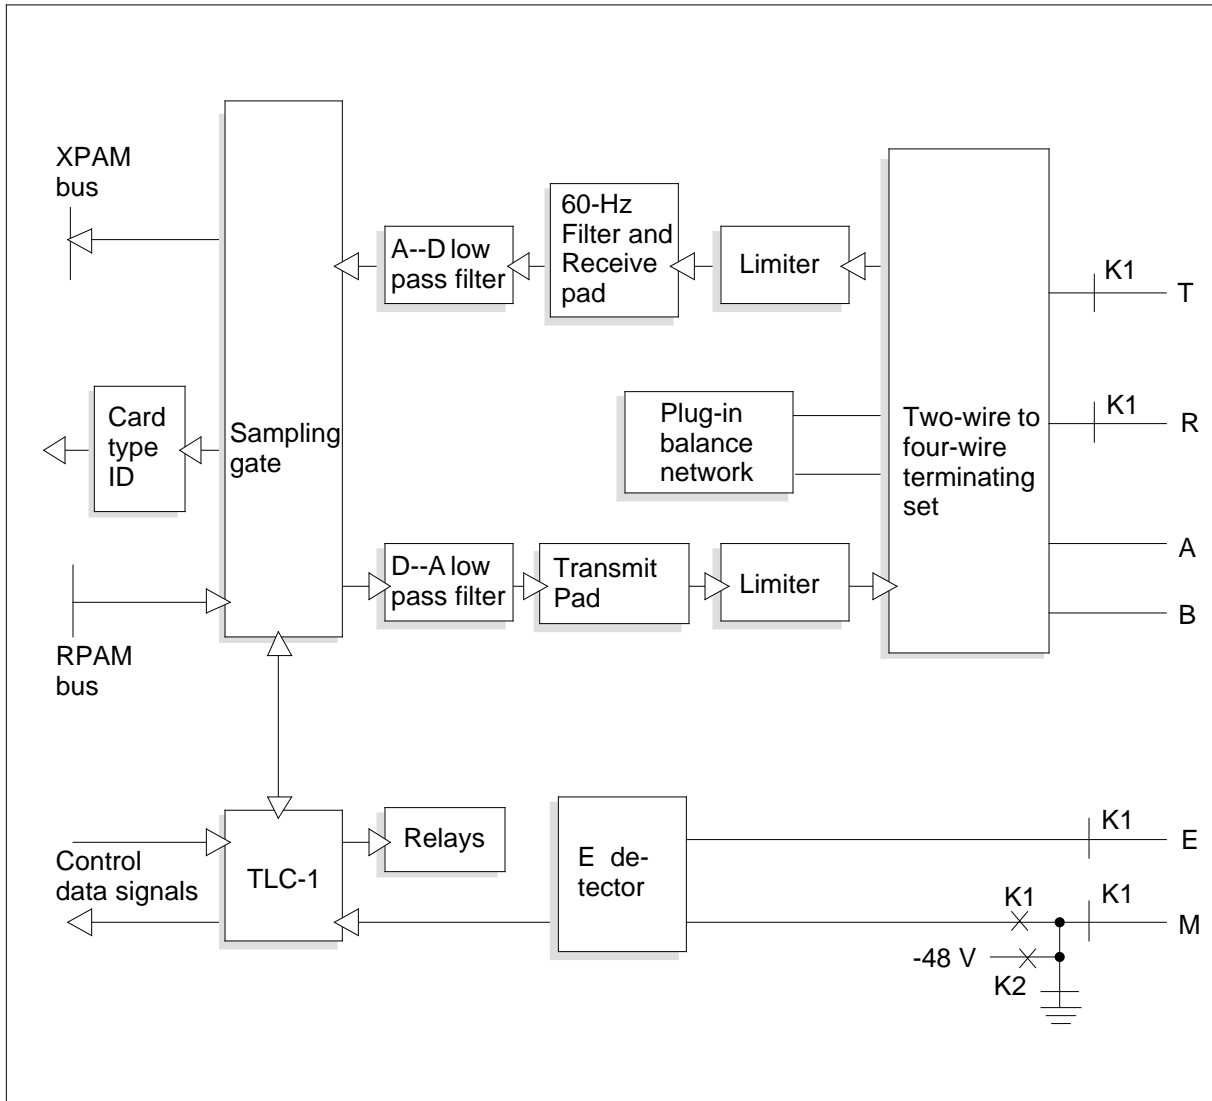 XPAM
bus
A--D low
pass filter
60-Hz
Filter and
Receive
pad
Limiter
K1
T
Card
type
ID
Sampling
gate
Plug-in
balance
network
Two-wire to
four-wire
terminating
set
K1
R
A
D--A low
pass filter
Transmit
Pad
Limiter
B
RPAM
bus
Control
data signals
TLC-1
Relays
E de-
tector
K1
E
K1
K1
M
-48 V
K2